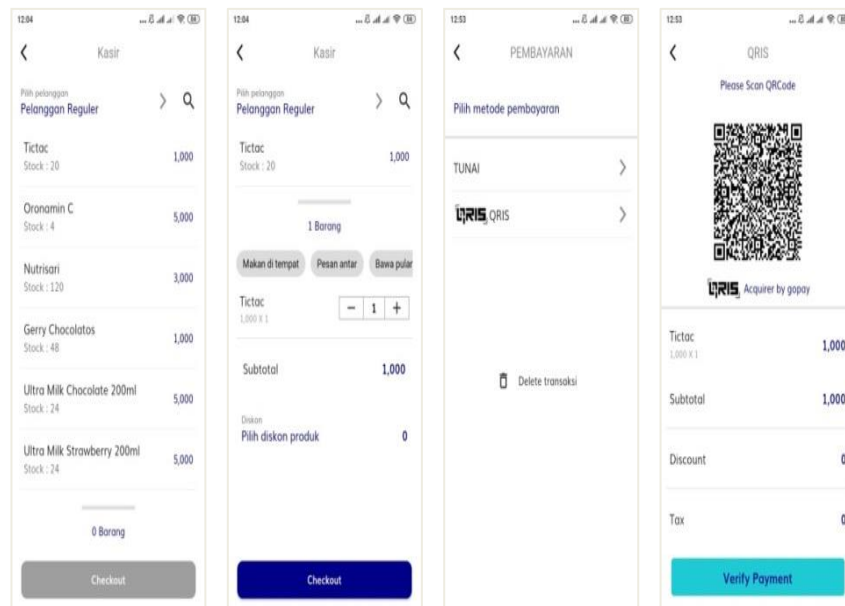 12:04
Kasir
Pilih pelanggan
Pelanggan Reguler
Tictac
1,000
Stock : 20
Oronamin C
5,000
Stock : 4
Nutrisari
3,000
Stock : 120
Gerry Chocolatos
1,000
Stock : 48
Ultra Milk Chocolate 200ml
5,000
Stock : 24
Ultra Milk Strawberry 200ml
5,000
Stock : 24
0 Barang
Checkout
12:04
Kasir
Pilih pelanggan
Pelanggan Reguler
Tictac
1,000
Stock : 20
1 Barang
Makan di tempat Pesan antar Bawa pular
Tictac
1,000 X 1
− 1 +
Subtotal 1,000
Diskon
Pilih diskon produk 0
Checkout
12:53
PEMBAYARAN
Pilih metode pembayaran
TUNAI
QRIS QRIS
Delete transaksi
12:53
QRIS
Please Scan QRCode
QRIS Acquirer by gopay
Tictac
1,000
1,000 X 1
Subtotal 1,000
Discount 0
Tax 0
Verify Payment